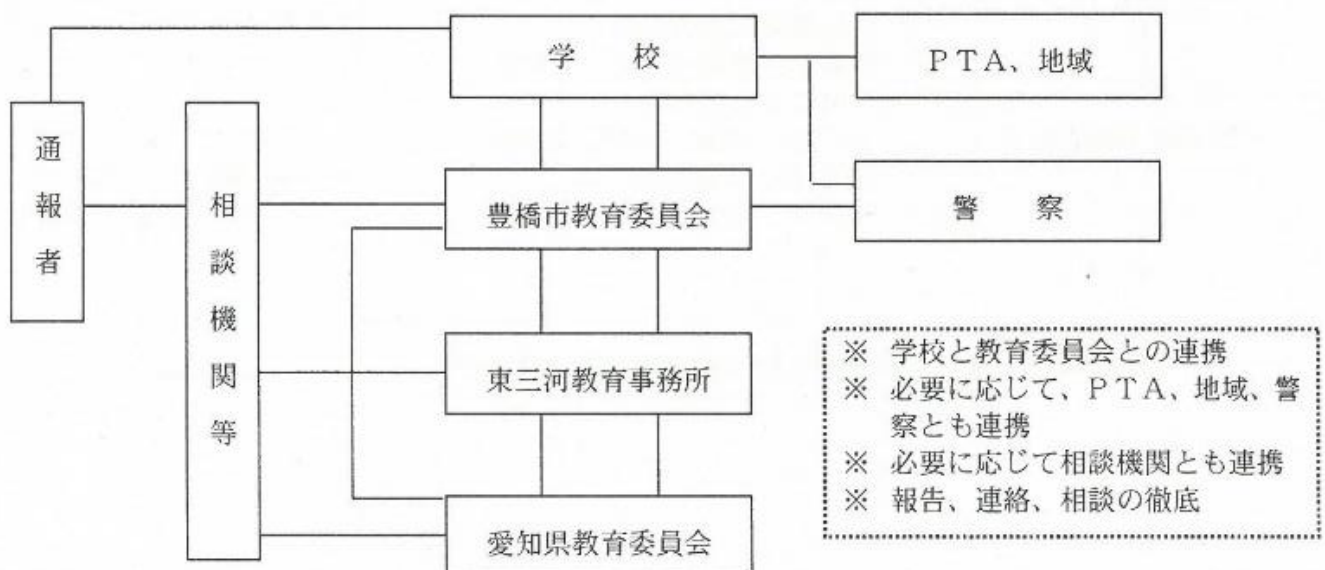 学　校
ＰＴＡ、地域
通報者
相談機関等
豊橋市教育委員会
警　察
東三河教育事務所
愛知県教育委員会
※　学校と教育委員会との連携
※　必要に応じて、ＰＴＡ、地域、警
察とも連携
※　必要に応じて相談機関とも連携
※　報告、連絡、相談の徹底